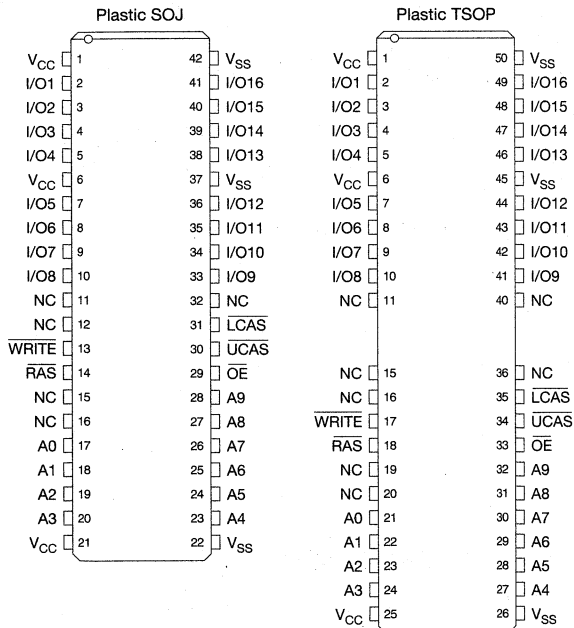 Plastic SOJ Plastic TSOP
VCC 1 42 VSS
I/O1 2 41 I/O16
I/O2 3 40 I/O15
I/O3 4 39 I/O14
I/O4 5 38 I/O13
VCC 6 37 VSS
I/O5 7 36 I/O12
I/O6 8 35 I/O11
I/O7 9 34 I/O10
I/O8 10 33 I/O9
NC 11 32 NC
NC 12 31 LCAS
WRITE 13 30 UCAS
RAS 14 29 OE
NC 15 28 A9
NC 16 27 A8
A0 17 26 A7
A1 18 25 A6
A2 19 24 A5
A3 20 23 A4
VCC 21 22 VSS
VCC 1 50 VSS
I/O1 2 49 I/O16
I/O2 3 48 I/O15
I/O3 4 47 I/O14
I/O4 5 46 I/O13
VCC 6 45 VSS
I/O5 7 44 I/O12
I/O6 8 43 I/O11
I/O7 9 42 I/O10
I/O8 10 41 I/O9
NC 11 40 NC
NC 15 36 NC
NC 16 35 LCAS
WRITE 17 34 UCAS
RAS 18 33 OE
NC 19 32 A9
NC 20 31 A8
A0 21 30 A7
A1 22 29 A6
A2 23 28 A5
A3 24 27 A4
VCC 25 26 VSS